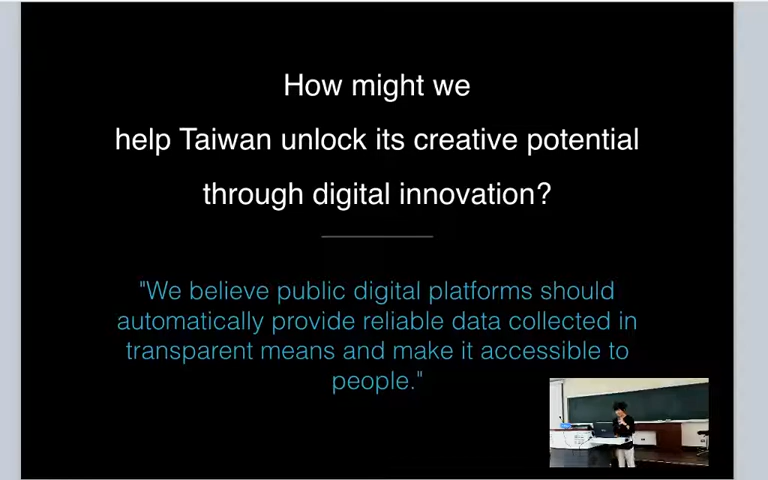 How might we
help Taiwan unlock its creative potential
through digital innovation?
"We believe public digital platforms should
automatically provide reliable data collected in
transparent means and make it accessible to
people."